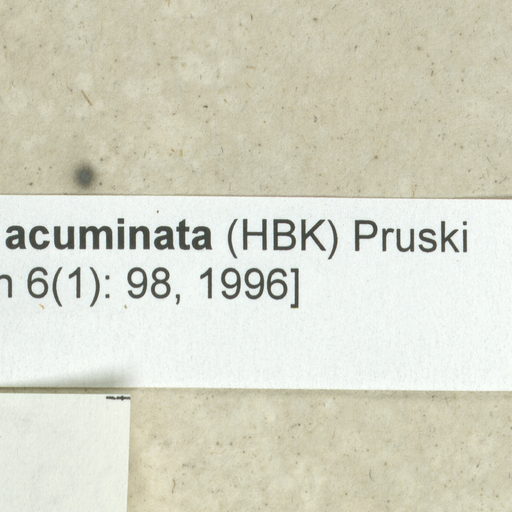 acuminata (HBK) Pruski
n 6(1): 98, 1996]